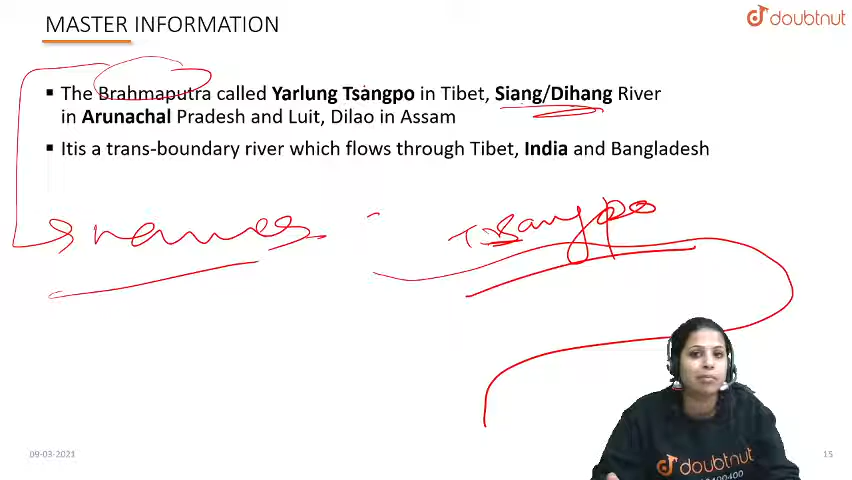 MASTER INFORMATION
doubtnut
▪ The Brahmaputra called Yarlung Tsangpo in Tibet, Siang/Dihang River
in Arunachal Pradesh and Luit, Dilao in Assam
▪ Itis a trans-boundary river which flows through Tibet, India and Bangladesh
names
Tsangpo
doubtnut
09-03-2021
15